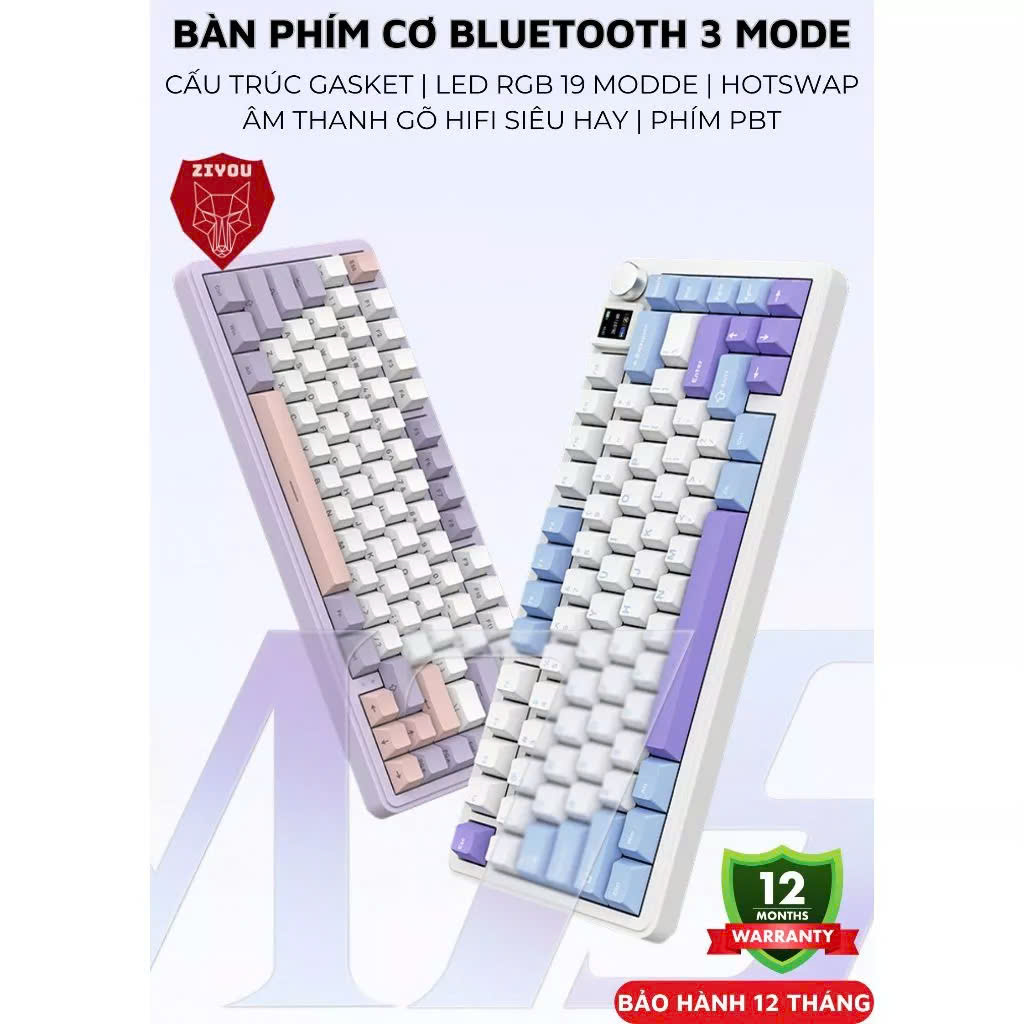 BÀN PHÍM CƠ BLUETOOTH 3 MODE
CẤU TRÚC GASKET | LED RGB 19 MODDE | HOTSWAP
ÂM THANH GÕ HIFI SIÊU HAY | PHÍM PBT
ZIYOU
Enter
12
MONTHS
WARRANTY
BẢO HÀNH 12 THÁNG